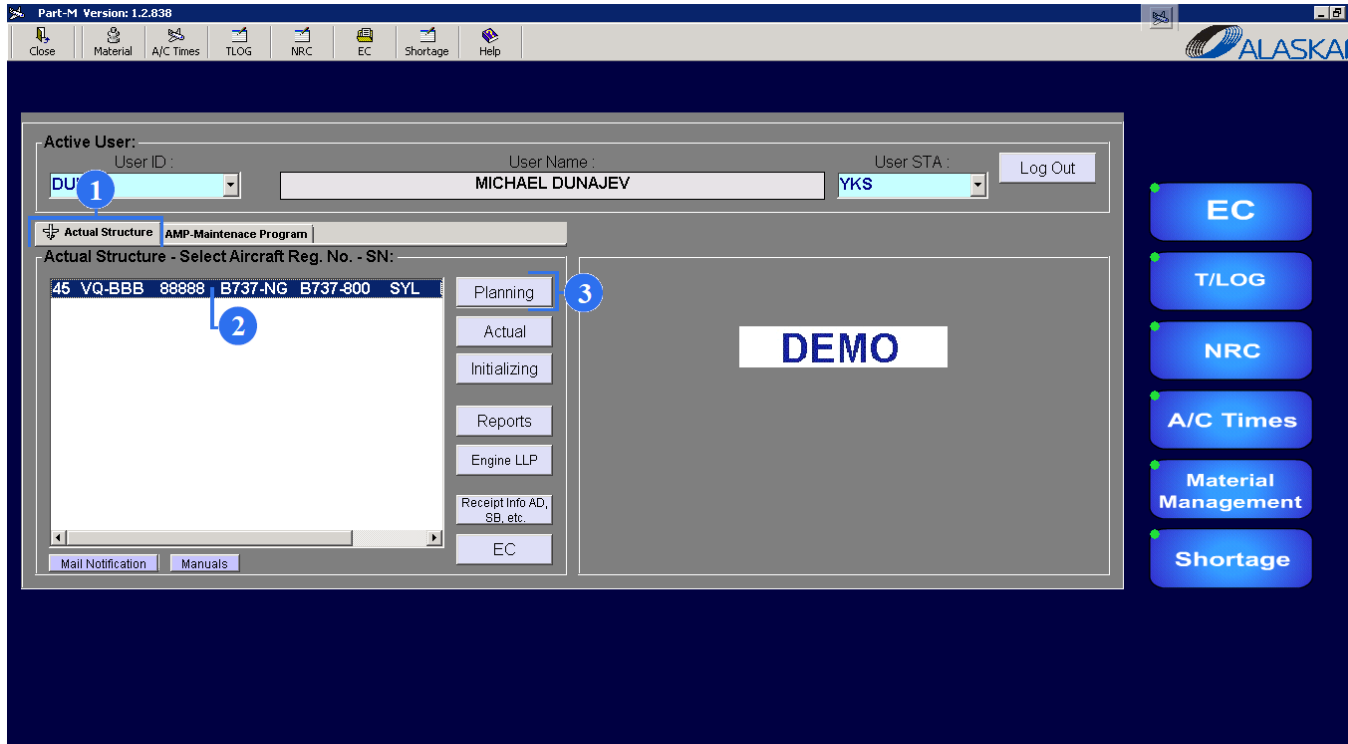 Part-M Version: 1.2.838
Close Material A/C Times TLOG NRC EC Shortage Help
ALASKA
Active User:
User ID : User Name : User STA :
MICHAEL DUNAJEV YKS Log Out
1
Actual Structure AMP-Maintenace Program
Actual Structure - Select Aircraft Reg. No. - SN:
45 VQ-BBB 88888 B737-NG B737-800 SYL
2
Planning
3
Actual
Initializing
Reports
Engine LLP
Receipt Info AD,
SB, etc.
EC
Mail Notification Manuals
DEMO
EC
T/LOG
NRC
A/C Times
Material
Management
Shortage